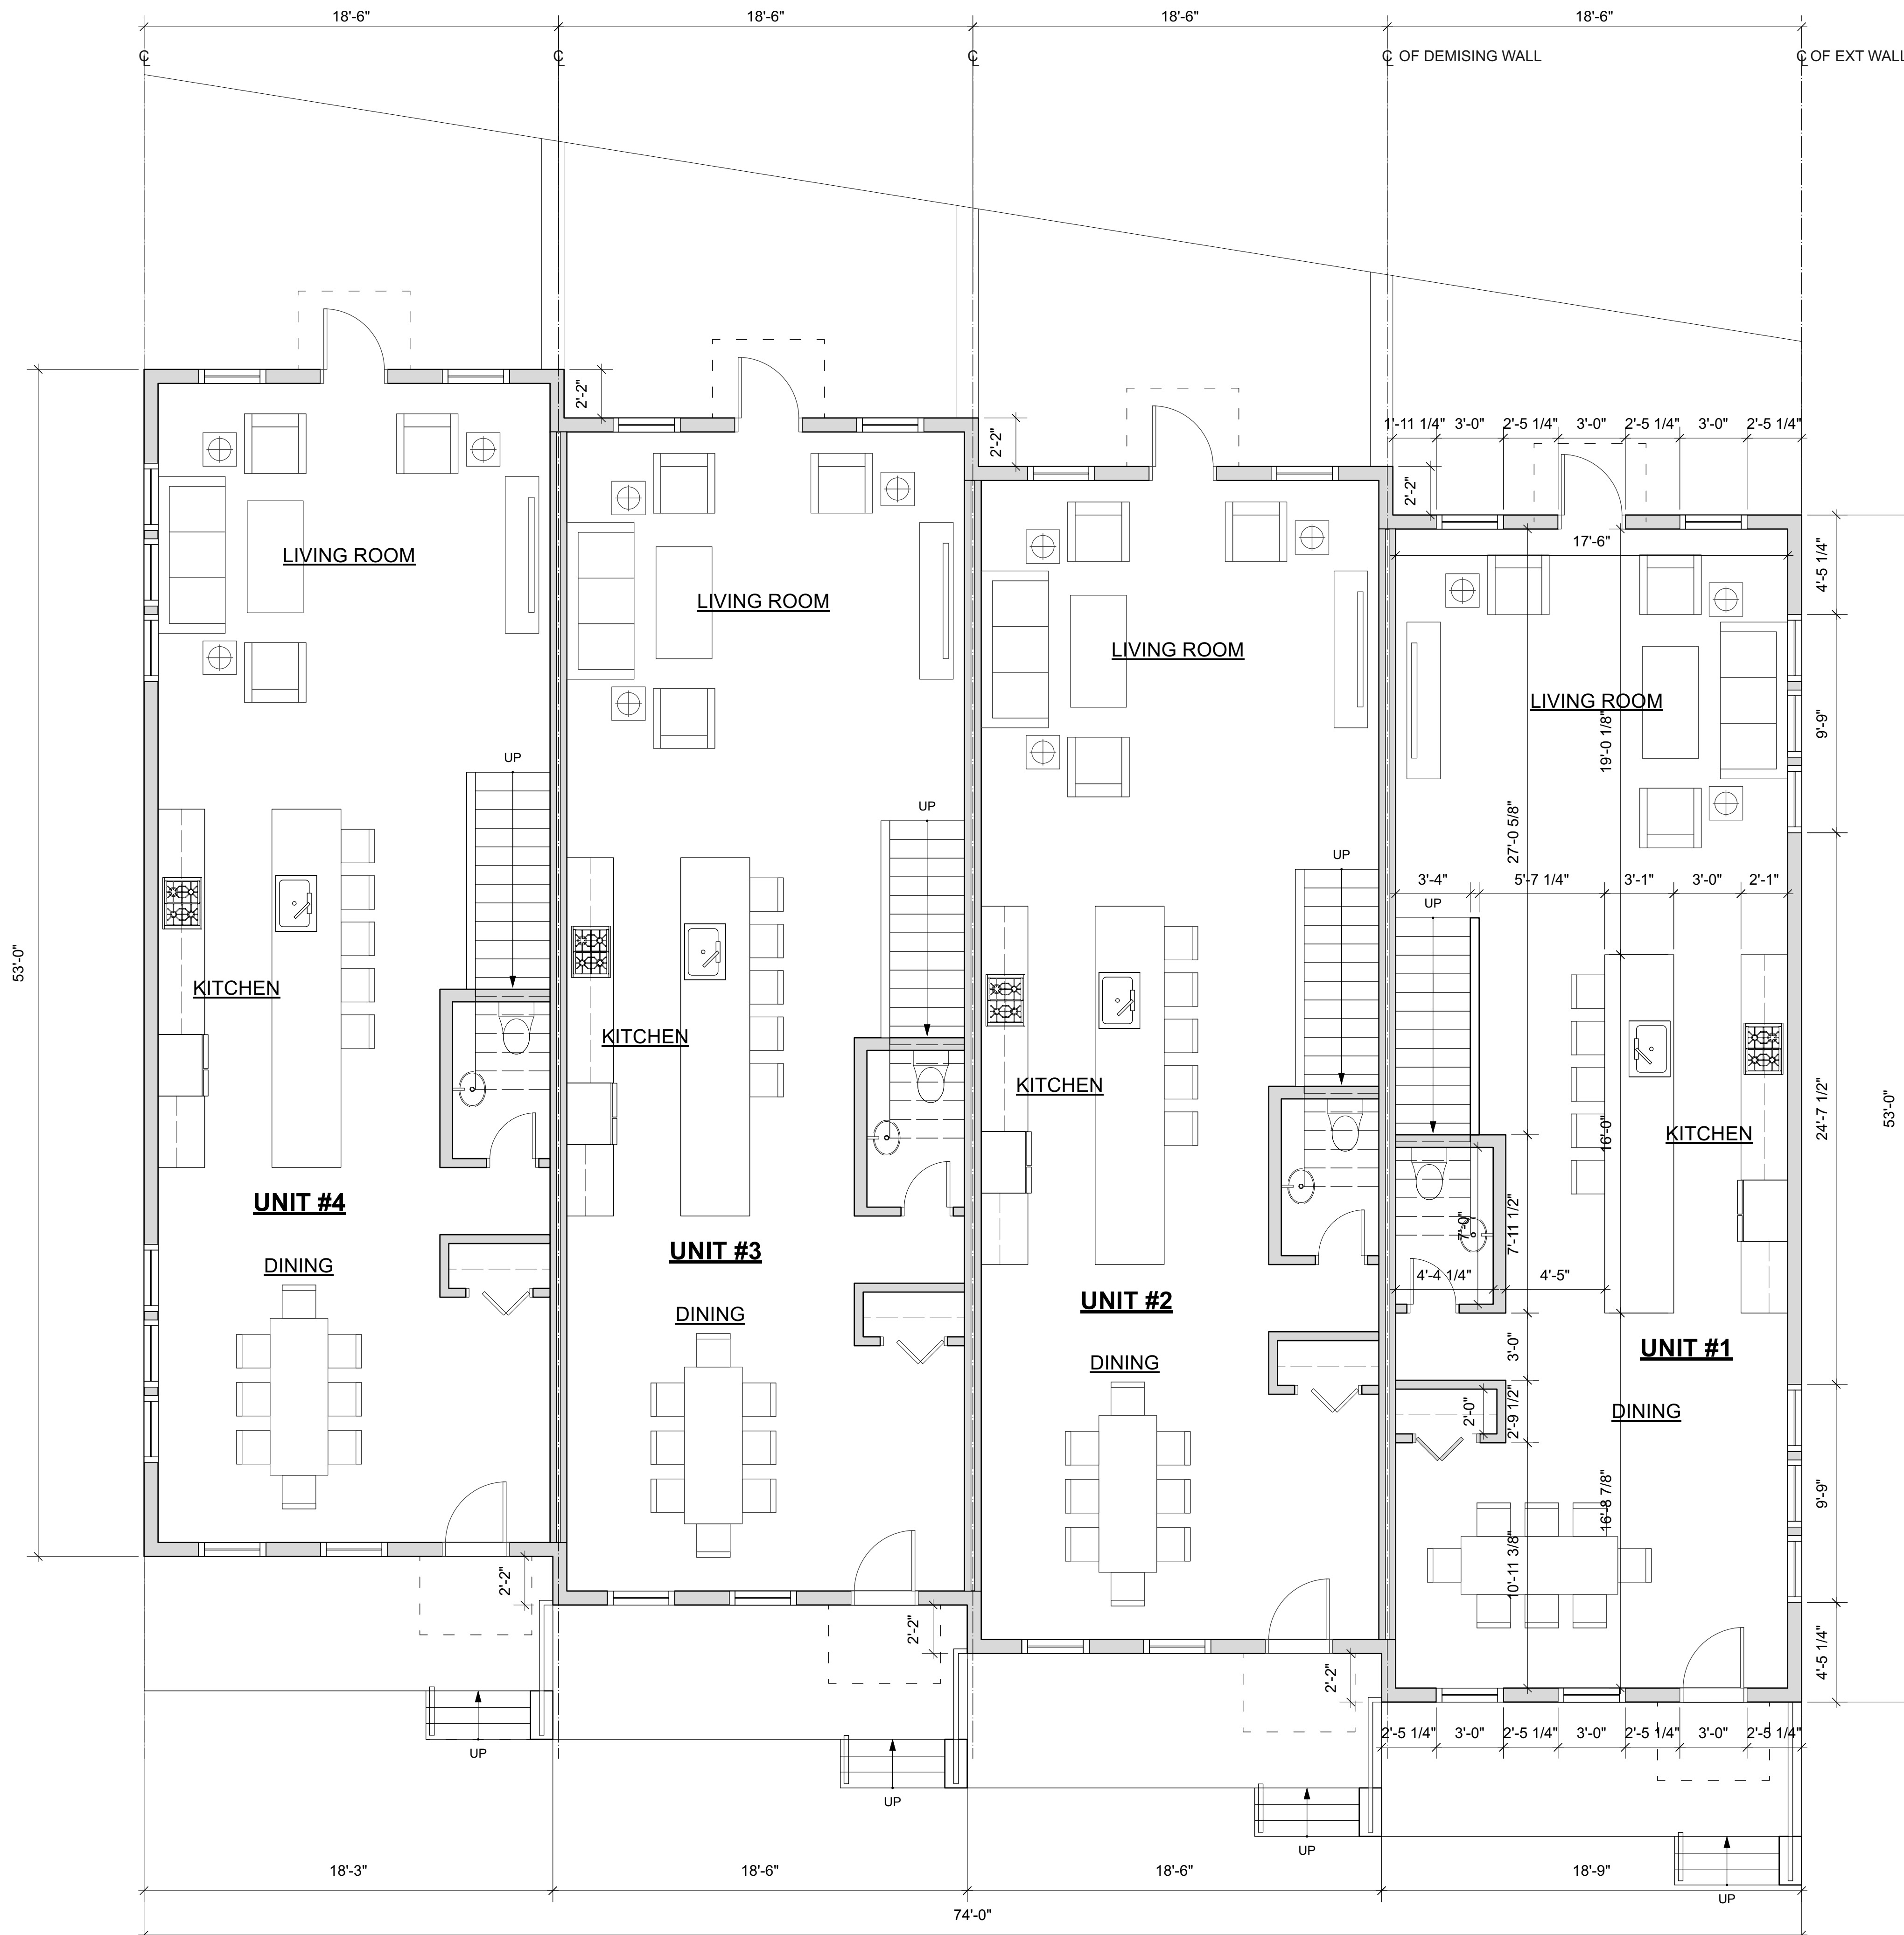 18'-6"
18'-6"
18'-6"
18'-6"
℄
℄
℄
℄ OF DEMISING WALL
℄ OF EXT WALL
2'-2"
2'-2"
2'-2"
1'-11 1/4"
3'-0"
2'-5 1/4"
3'-0"
2'-5 1/4"
3'-0"
2'-5 1/4"
17'-6"
4'-5 1/4"
LIVING ROOM
LIVING ROOM
LIVING ROOM
LIVING ROOM
19'-0 1/8"
9'-9"
UP
UP
UP
27'-0 5/8"
3'-4"
5'-7 1/4"
3'-1"
3'-0"
2'-1"
UP
53'-0"
KITCHEN
KITCHEN
KITCHEN
KITCHEN
16'-0"
24'-7 1/2"
53'-0"
UNIT #4
UNIT #3
UNIT #2
UNIT #1
7'-0"
7'-11 1/2"
4'-4 1/4"
4'-5"
3'-0"
DINING
DINING
DINING
DINING
2'-0"
2'-9 1/2"
16'-8 7/8"
10'-11 3/8"
9'-9"
4'-5 1/4"
2'-2"
2'-2"
2'-2"
2'-5 1/4"
3'-0"
2'-5 1/4"
3'-0"
2'-5 1/4"
3'-0"
2'-5 1/4"
UP
UP
UP
UP
18'-3"
18'-6"
18'-6"
18'-9"
74'-0"